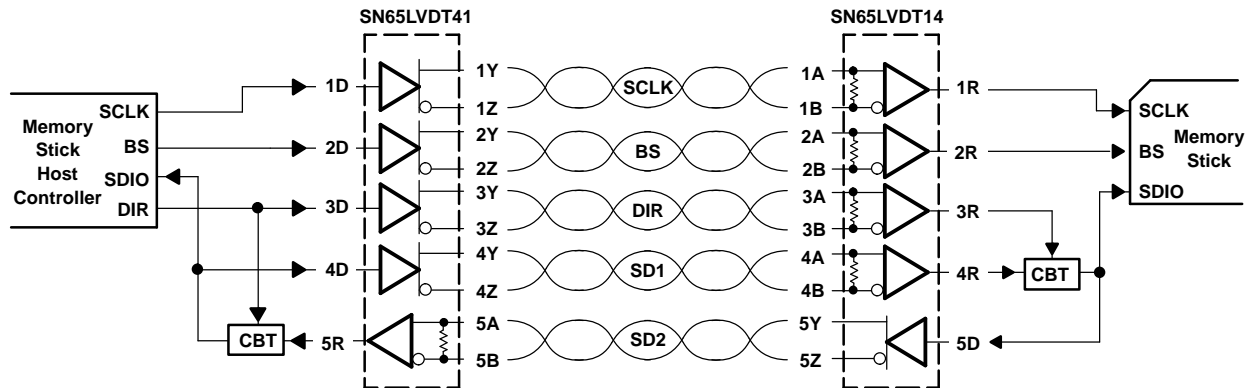 SN65LVDT41
SN65LVDT14
Memory
Stick
Host
Controller
SCLK
BS
SDIO
DIR
1D
2D
3D
4D
5R
CBT
1Y
1Z
2Y
2Z
3Y
3Z
4Y
4Z
5A
5B
SCLK
BS
DIR
SD1
SD2
1A
1B
2A
2B
3A
3B
4A
4B
5Y
5Z
1R
2R
3R
4R
5D
CBT
SCLK
BS
SDIO
Memory
Stick